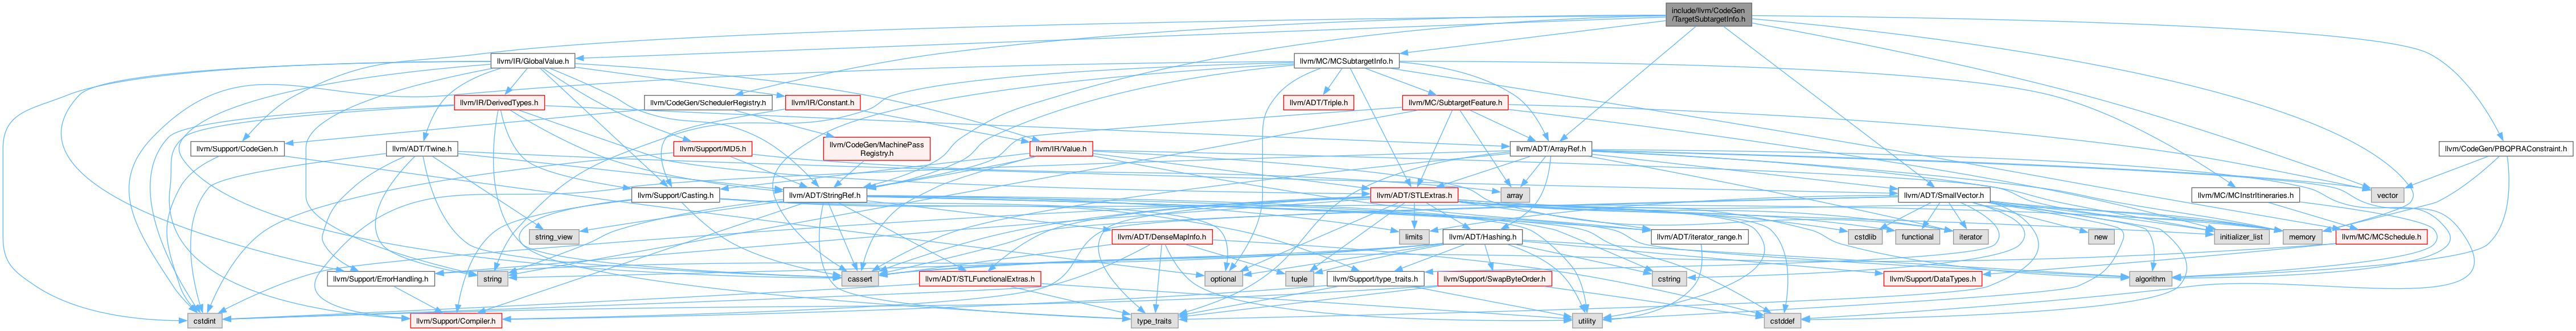 include/llvm/CodeGen
/TargetSubtargetInfo.h
llvm/IR/GlobalValue.h
llvm/MC/MCSubtargetInfo.h
llvm/IR/DerivedTypes.h
llvm/CodeGen/SchedulerRegistry.h
llvm/IR/Constant.h
llvm/ADT/Triple.h
llvm/MC/SubtargetFeature.h
llvm/Support/CodeGen.h
llvm/ADT/Twine.h
llvm/Support/MD5.h
llvm/CodeGen/MachinePass
Registry.h
llvm/IR/Value.h
llvm/ADT/ArrayRef.h
llvm/CodeGen/PBQPRAConstraint.h
llvm/Support/Casting.h
llvm/ADT/StringRef.h
array
llvm/ADT/STLExtras.h
llvm/ADT/SmallVector.h
llvm/MC/MCInstrItineraries.h
vector
string_view
llvm/ADT/DenseMapInfo.h
limits
llvm/ADT/Hashing.h
llvm/ADT/iterator_range.h
cstdlib
functional
iterator
new
initializer_list
memory
llvm/MC/MCSchedule.h
llvm/Support/ErrorHandling.h
string
cassert
llvm/ADT/STLFunctionalExtras.h
optional
tuple
llvm/Support/type_traits.h
llvm/Support/SwapByteOrder.h
cstring
llvm/Support/DataTypes.h
algorithm
cstdint
llvm/Support/Compiler.h
type_traits
utility
cstddef